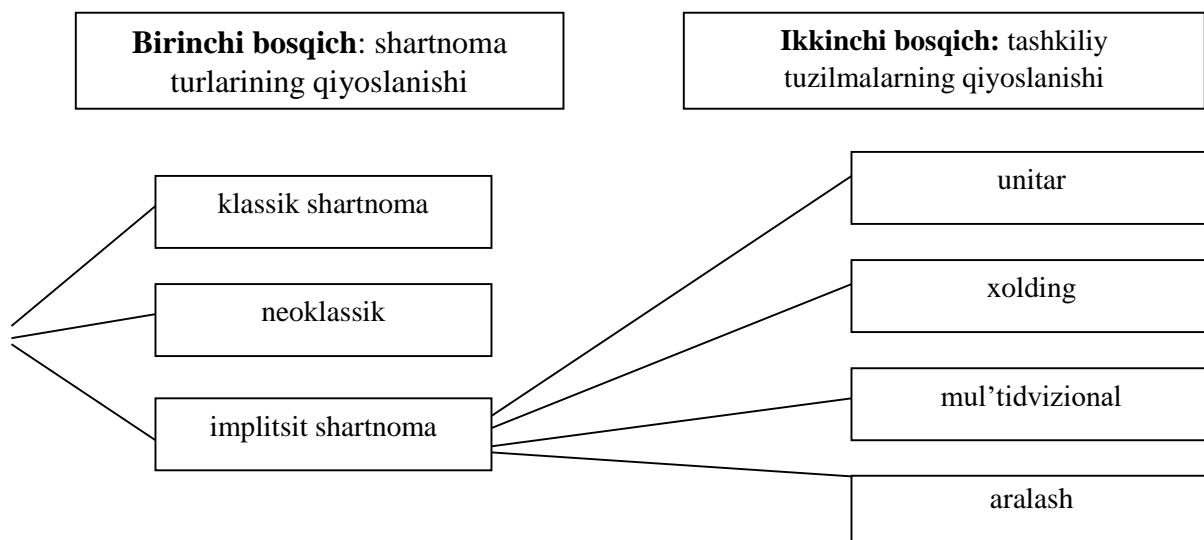 Birinchi bosqich: shartnoma
turlarining qiyoslanishi
Ikkinchi bosqich: tashkiliy
tuzilmalarning qiyoslanishi
klassik shartnoma
neoklassik
implitsit shartnoma
unitar
xolding
mul’tidvizional
aralash